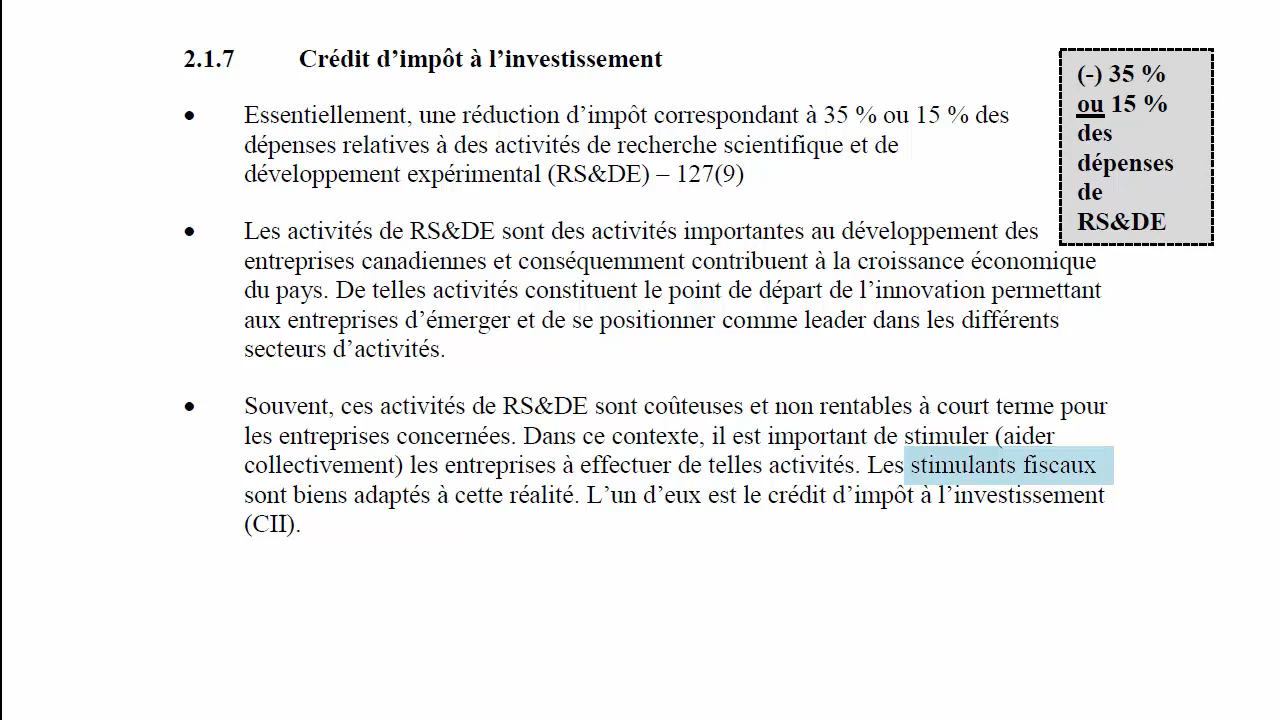 2.1.7 Crédit d’impôt à l’investissement
(-) 35 %
ou 15 %
des
dépenses
de
RS&DE
• Essentiellement, une réduction d’impôt correspondant à 35 % ou 15 % des
dépenses relatives à des activités de recherche scientifique et de
développement expérimental (RS&DE) – 127(9)
• Les activités de RS&DE sont des activités importantes au développement des
entreprises canadiennes et conséquemment contribuent à la croissance économique
du pays. De telles activités constituent le point de départ de l’innovation permettant
aux entreprises d’émerger et de se positionner comme leader dans les différents
secteurs d’activités.
• Souvent, ces activités de RS&DE sont coûteuses et non rentables à court terme pour
les entreprises concernées. Dans ce contexte, il est important de stimuler (aider
collectivement) les entreprises à effectuer de telles activités. Les stimulants fiscaux
sont biens adaptés à cette réalité. L’un d’eux est le crédit d’impôt à l’investissement
(CII).